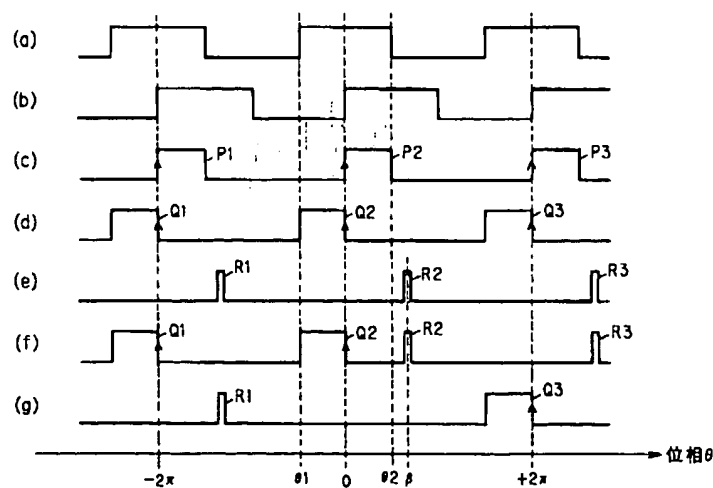 (a)
(b)
(c) P1 P2 P3
(d) Q1 Q2 Q3
(e) R1 R2 R3
(f) Q1 Q2 R2 R3
(g) R1 Q3
-2π θ1 0 θ2 β +2π 位相θ